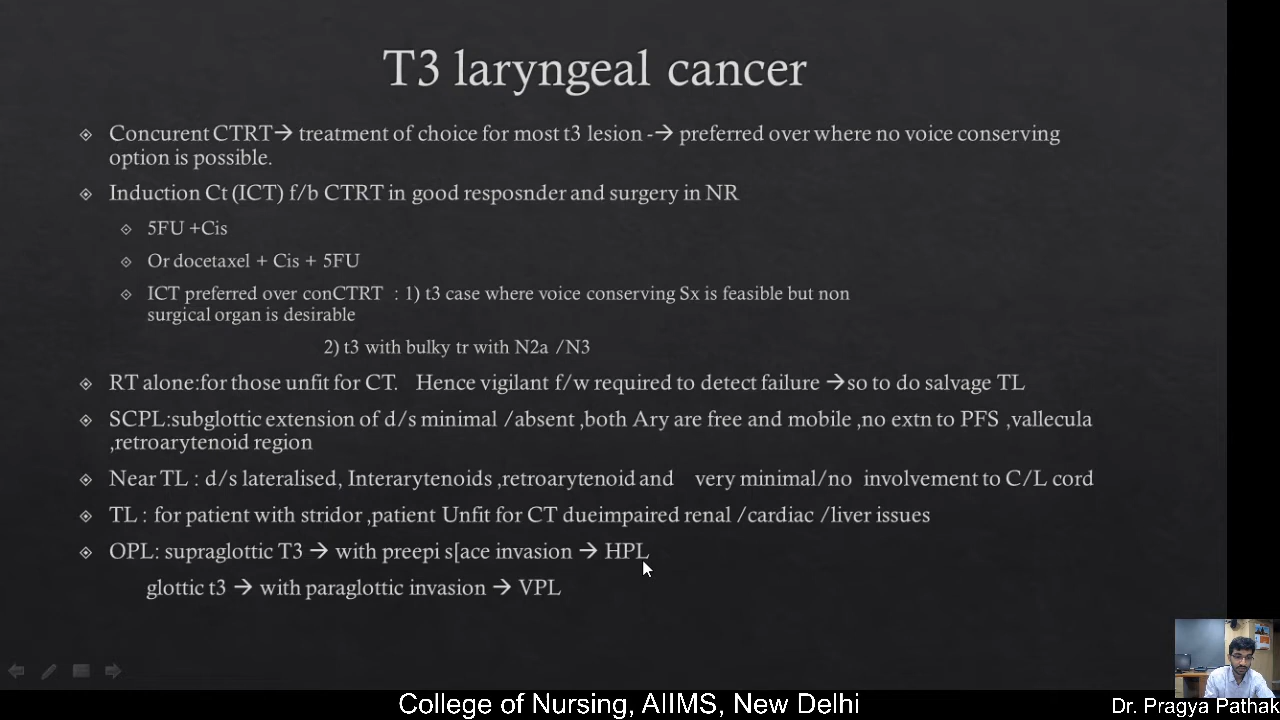 T3 laryngeal cancer
Concurent CTRT→ treatment of choice for most t3 lesion -→ preferred over where no voice conserving
option is possible.
Induction Ct (ICT) f/b CTRT in good resposnder and surgery in NR
5FU +Cis
Or docetaxel + Cis + 5FU
ICT preferred over conCTRT : 1) t3 case where voice conserving Sx is feasible but non
surgical organ is desirable
2) t3 with bulky tr with N2a /N3
RT alone:for those unfit for CT. Hence vigilant f/w required to detect failure →so to do salvage TL
SCPL:subglottic extension of d/s minimal /absent ,both Ary are free and mobile ,no extn to PFS ,vallecula
,retroarytenoid region
Near TL : d/s lateralised, Interarytenoids ,retroarytenoid and very minimal/no involvement to C/L cord
TL : for patient with stridor ,patient Unfit for CT dueimpaired renal /cardiac /liver issues
OPL: supraglottic T3 → with preepi s[ace invasion → HPL
glottic t3 → with paraglottic invasion → VPL
College of Nursing, AIIMS, New Delhi
Dr. Pragya Pathak